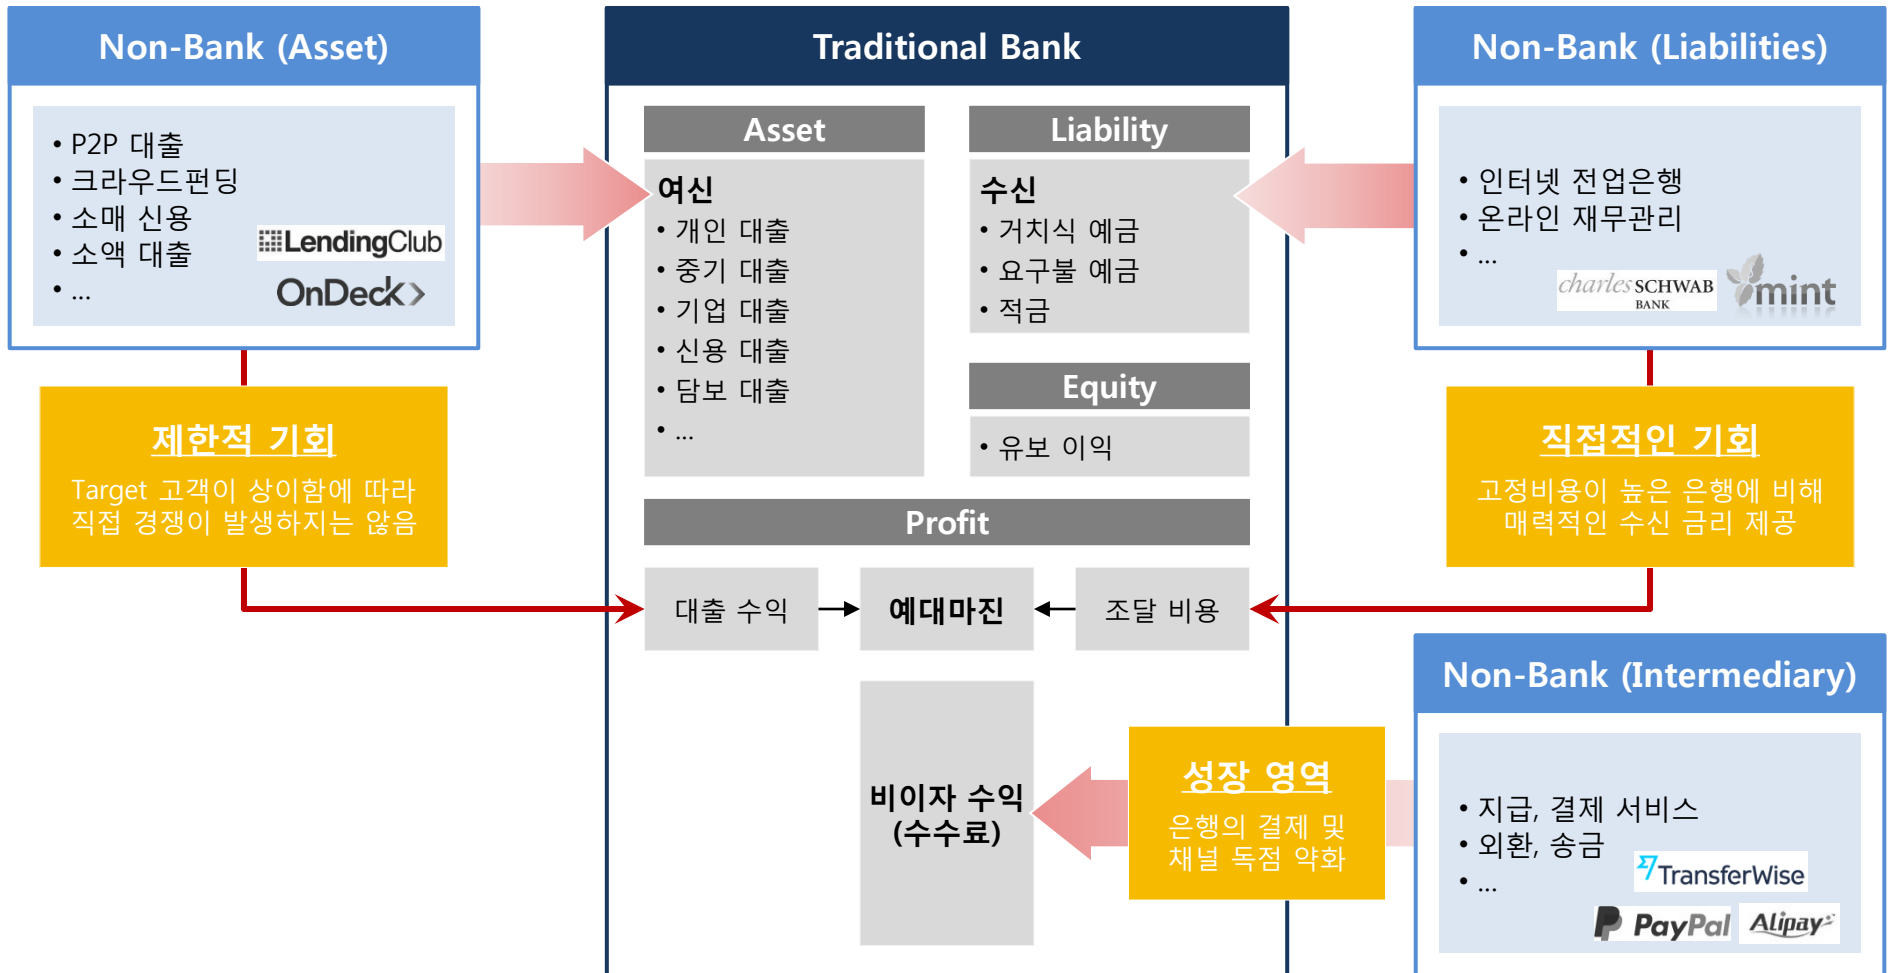 Non-Bank (Asset)
• P2P 대출
• 크라우드펀딩
• 소매 신용
• 소액 대출
• ...
LendingClub
OnDeck
제한적 기회
Target 고객이 상이함에 따라
직접 경쟁이 발생하지는 않음
Traditional Bank
Asset
여신
• 개인 대출
• 중기 대출
• 기업 대출
• 신용 대출
• 담보 대출
• ...
Liability
수신
• 거치식 예금
• 요구불 예금
• 적금
Equity
• 유보 이익
Profit
대출 수익
예대마진
조달 비용
비이자 수익
(수수료)
Non-Bank (Liabilities)
• 인터넷 전업은행
• 온라인 재무관리
• ...
charles SCHWAB
BANK
mint
직접적인 기회
고정비용이 높은 은행에 비해
매력적인 수신 금리 제공
성장 영역
은행의 결제 및
채널 독점 약화
Non-Bank (Intermediary)
• 지급, 결제 서비스
• 외환, 송금
• ...
TransferWise
PayPal
Alipay